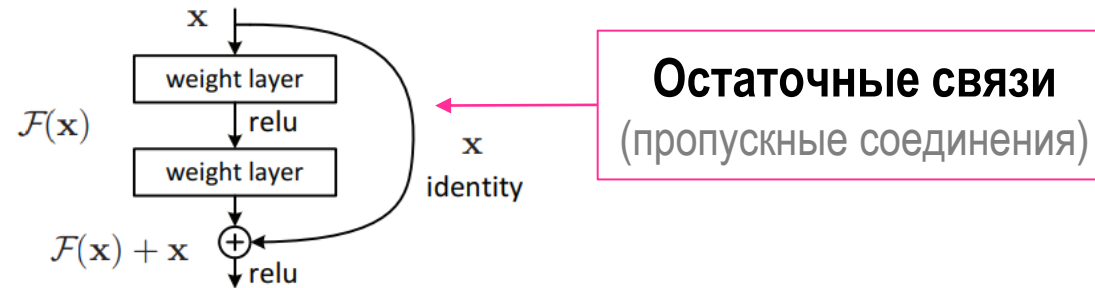 x
weight layer
F(x)
relu
weight layer
x
identity
F(x) + x
relu
Остаточные связи
(пропускные соединения)